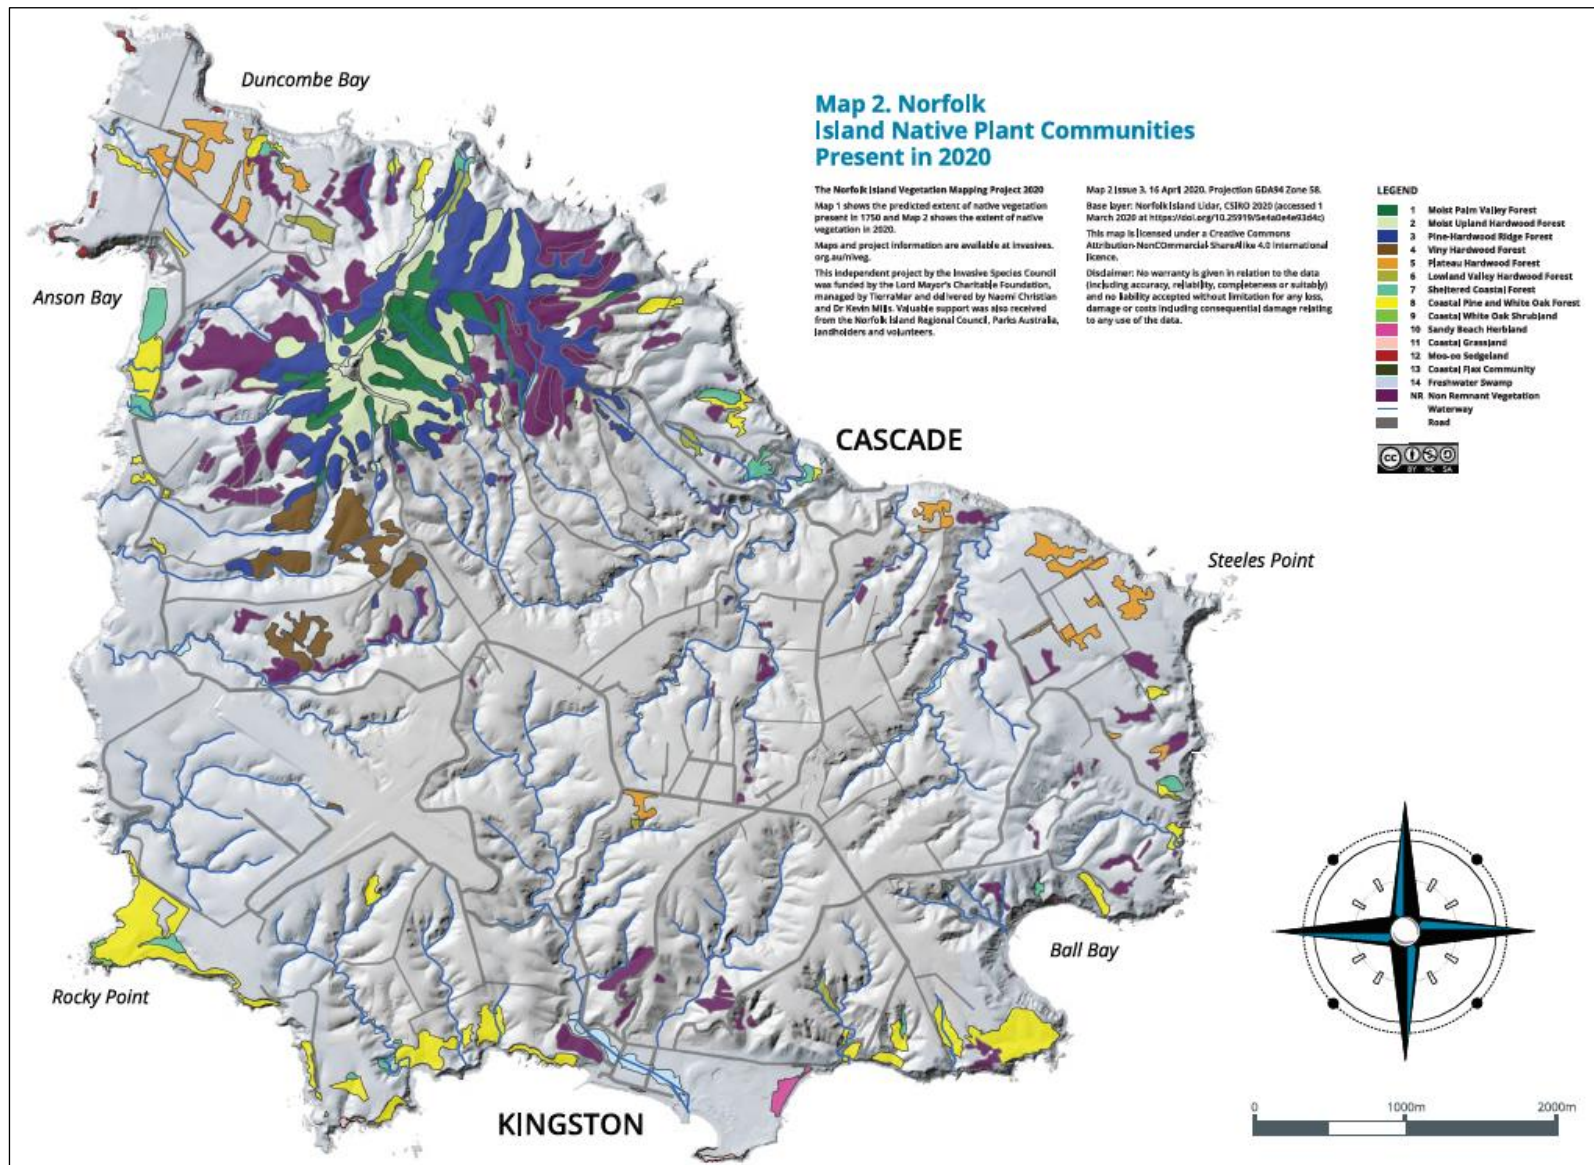 Duncombe Bay
Map 2. Norfolk
Island Native Plant Communities
Present in 2020
The Norfolk Island Vegetation Mapping Project 2020
Map 1 shows the predicted extent of native vegetation
present in 1750 and Map 2 shows the extent of native
vegetation in 2020.
Maps and project information are available at invasives.
org.au/niveg.
This independent project by the Invasive Species Council
was funded by the Lord Mayor's Charitable Foundation,
managed by TierraMar and delivered by Naomi Christian
and Dr Kevin Mills. Valuable support was also received
from the Norfolk Island Regional Council, Parks Australia,
landholders and volunteers.
Map 2 Issue 3, 16 April 2020. Projection GDA94 Zone 58.
Base layer: Norfolk Island Lidar, CSIRO 2020 (accessed 1
March 2020 at https://doi.org/10.25919/5e4a0e4e93d4c)
This map is licensed under a Creative Commons
Attribution-NonCOmmercial-ShareAlike 4.0 International
licence.
Disclaimer: No warranty is given in relation to the data
(including accuracy, reliability, completeness or suitably)
and no liability accepted without limitation for any loss,
damage or costs including consequential damage relating
to any use of the data.
LEGEND
1 Moist Palm Valley Forest
2 Moist Upland Hardwood Forest
3 Pine-Hardwood Ridge Forest
4 Viny Hardwood Forest
5 Plateau Hardwood Forest
6 Lowland Valley Hardwood Forest
7 Sheltered Coastal Forest
8 Coastal Pine and White Oak Forest
9 Coastal White Oak Shrubland
10 Sandy Beach Herbland
11 Coastal Grassland
12 Moo-oo Sedgeland
13 Coastal Flax Community
14 Freshwater Swamp
NR Non Remnant Vegetation
Waterway
Road
CC BY NC SA
Anson Bay
CASCADE
Steeles Point
Ball Bay
Rocky Point
KINGSTON
0 1000m 2000m